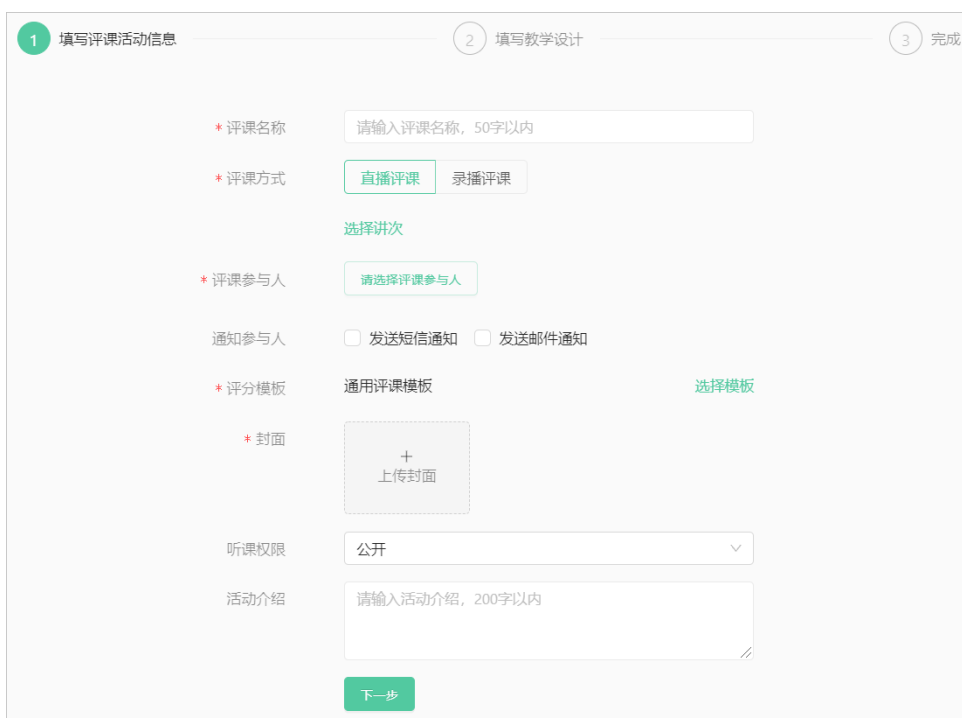 1 填写评课活动信息 2 填写教学设计 3 完成
* 评课名称 请输入评课名称，50字以内
* 评课方式 直播评课 录播评课
选择讲次
* 评课参与人 请选择评课参与人
通知参与人 发送短信通知 发送邮件通知
* 评分模板 通用评课模板 选择模板
* 封面
+
上传封面
听课权限 公开
活动介绍 请输入活动介绍，200字以内
下一步